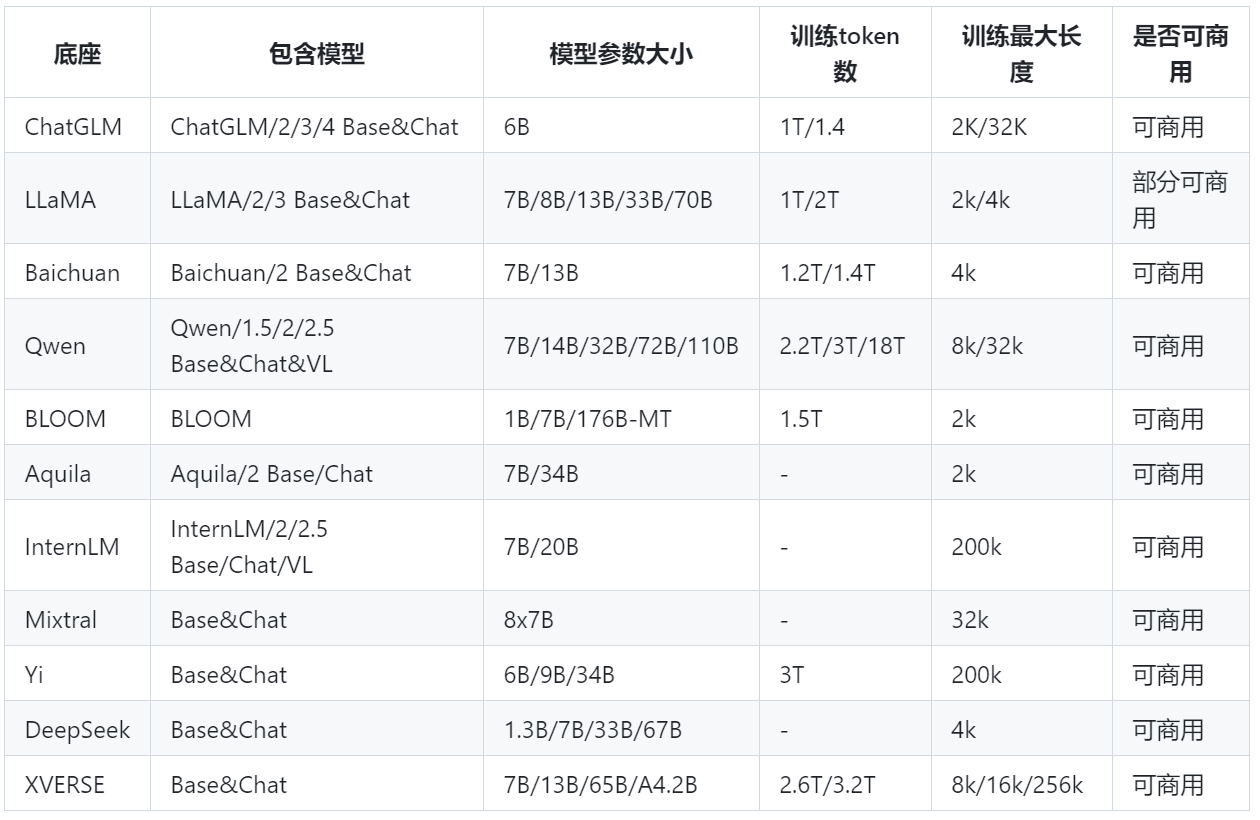 底座 包含模型 模型参数大小 训练token数 训练最大长度 是否可商用
ChatGLM ChatGLM/2/3/4 Base&Chat 6B 1T/1.4 2K/32K 可商用
LLaMA LLaMA/2/3 Base&Chat 7B/8B/13B/33B/70B 1T/2T 2k/4k 部分可商用
Baichuan Baichuan/2 Base&Chat 7B/13B 1.2T/1.4T 4k 可商用
Qwen Qwen/1.5/2/2.5 Base&Chat&VL 7B/14B/32B/72B/110B 2.2T/3T/18T 8k/32k 可商用
BLOOM BLOOM 1B/7B/176B-MT 1.5T 2k 可商用
Aquila Aquila/2 Base/Chat 7B/34B - 2k 可商用
InternLM InternLM/2/2.5 Base/Chat/VL 7B/20B - 200k 可商用
Mixtral Base&Chat 8x7B - 32k 可商用
Yi Base&Chat 6B/9B/34B 3T 200k 可商用
DeepSeek Base&Chat 1.3B/7B/33B/67B - 4k 可商用
XVERSE Base&Chat 7B/13B/65B/A4.2B 2.6T/3.2T 8k/16k/256k 可商用